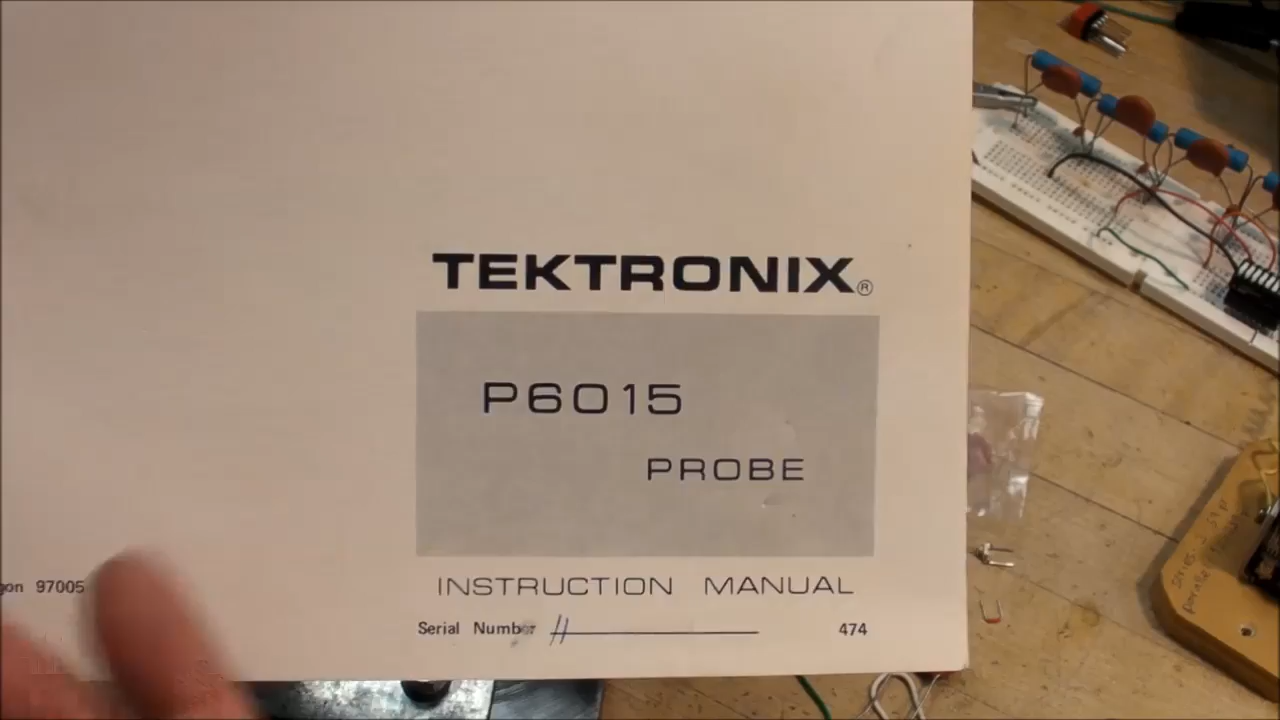 TEKTRONIX®
P6015
PROBE
INSTRUCTION MANUAL
gon 97005
Serial Number 474